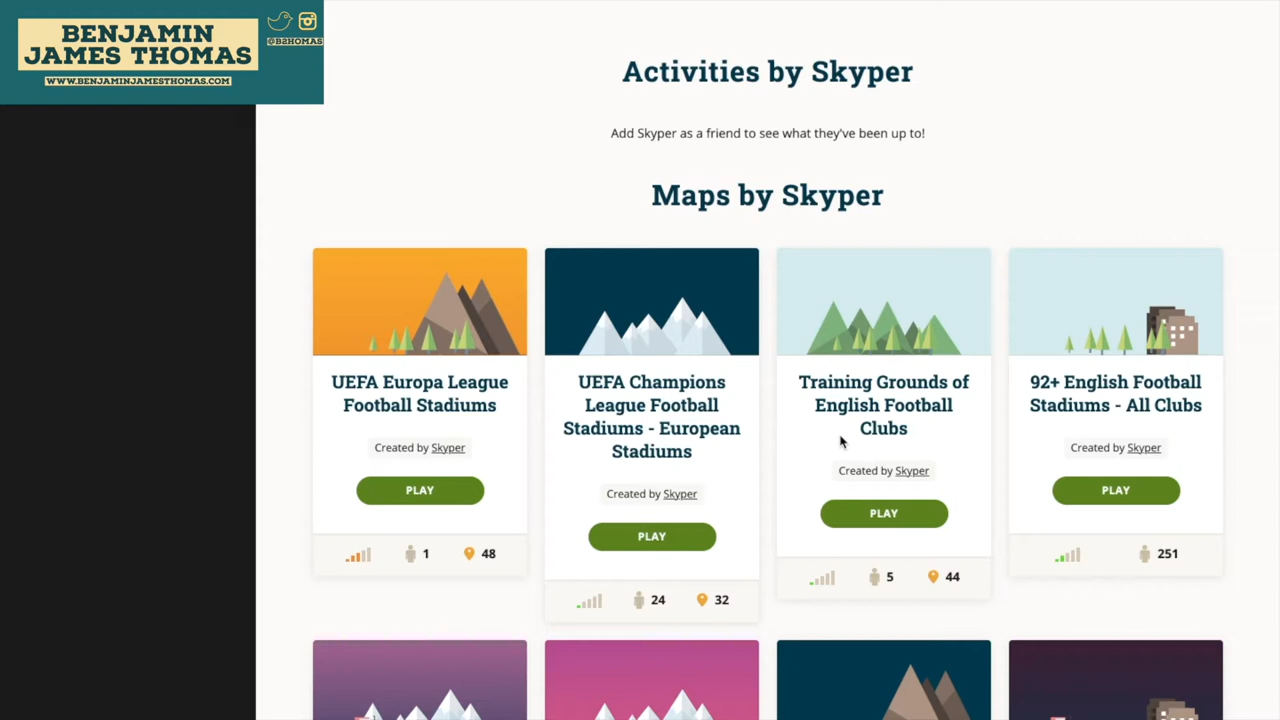 BENJAMIN
JAMES THOMAS
WWW.BENJAMINJAMESTHOMAS.COM
@B2HOMAS
Activities by Skyper
Add Skyper as a friend to see what they've been up to!
Maps by Skyper
UEFA Europa League
Football Stadiums
Created by Skyper
PLAY
1
48
UEFA Champions
League Football
Stadiums - European
Stadiums
Created by Skyper
PLAY
24
32
Training Grounds of
English Football
Clubs
Created by Skyper
PLAY
5
44
92+ English Football
Stadiums - All Clubs
Created by Skyper
PLAY
251